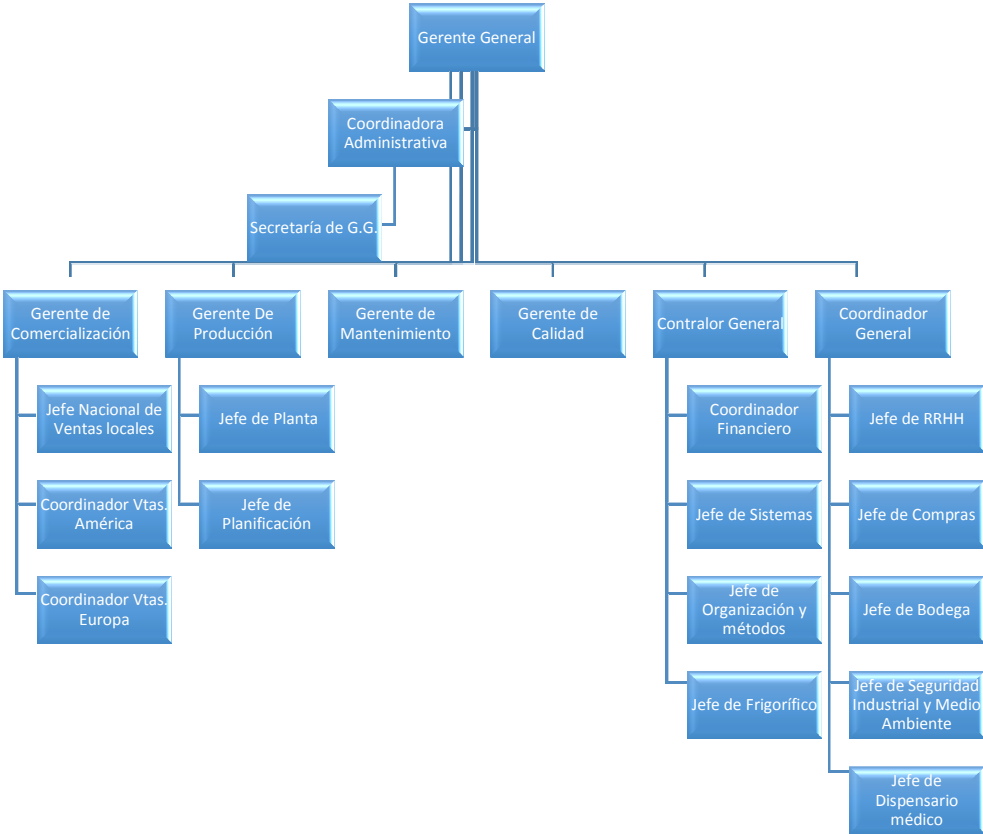 Gerente General
Coordinadora
Administrativa
Secretaría de G.G.
Gerente de
Comercialización
Gerente De
Producción
Gerente de
Mantenimiento
Gerente de
Calidad
Contralor General
Coordinador
General
Jefe Nacional de
Ventas locales
Coordinador Vtas.
América
Coordinador Vtas.
Europa
Jefe de Planta
Jefe de
Planificación
Coordinador
Financiero
Jefe de Sistemas
Jefe de
Organización y
métodos
Jefe de Frigorífico
Jefe de RRHH
Jefe de Compras
Jefe de Bodega
Jefe de Seguridad
Industrial y Medio
Ambiente
Jefe de
Dispensario
médico